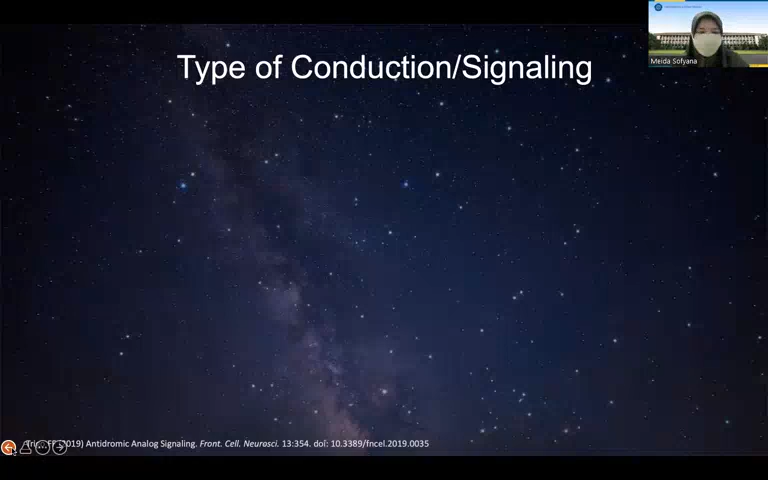 Type of Conduction/Signaling
Meida Sofyana
2019) Antidromic Analog Signaling. Front. Cell. Neurosci. 13:354. doi: 10.3389/fncel.2019.0035